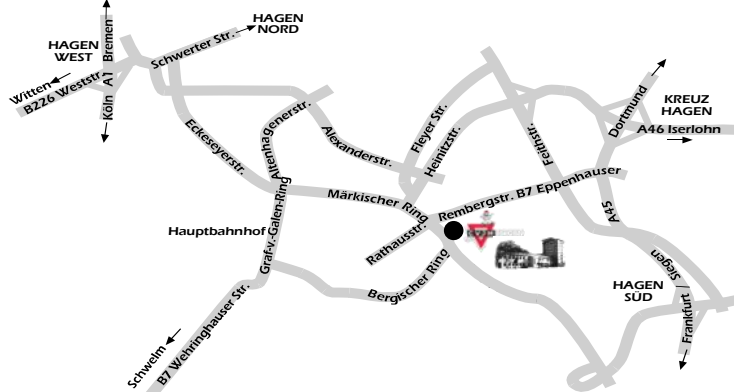 HAGEN
NORD
Bremen
HAGEN
WEST
Schwerter Str.
Witten
B226 Weststr.
A1
Köln
Dortmund
KREUZ
HAGEN
A46 Iserlohn
Fleyer Str.
Heinitzstr.
Feithstr.
Eckeseyerstr.
Altenhagenerstr.
Alexanderstr.
Märkischer Ring
Rembergstr. B7 Eppenhauser
A45
Hauptbahnhof
Graf-v.-Galen-Ring
Rathausstr.
Bergischer Ring
HAGEN
SÜD
Siegen
Frankfurt
Schwelm
B7 Wehringhauser Str.